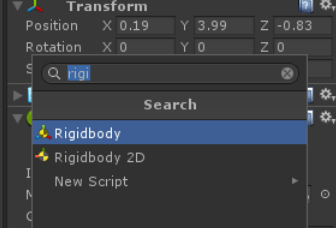 Transform
Position X 0.19 Y 3.99 Z -0.83
Rotation X 0 Y 0 Z 0
S
rigi
Search
Rigidbody
Rigidbody 2D
New Script
I
M
C